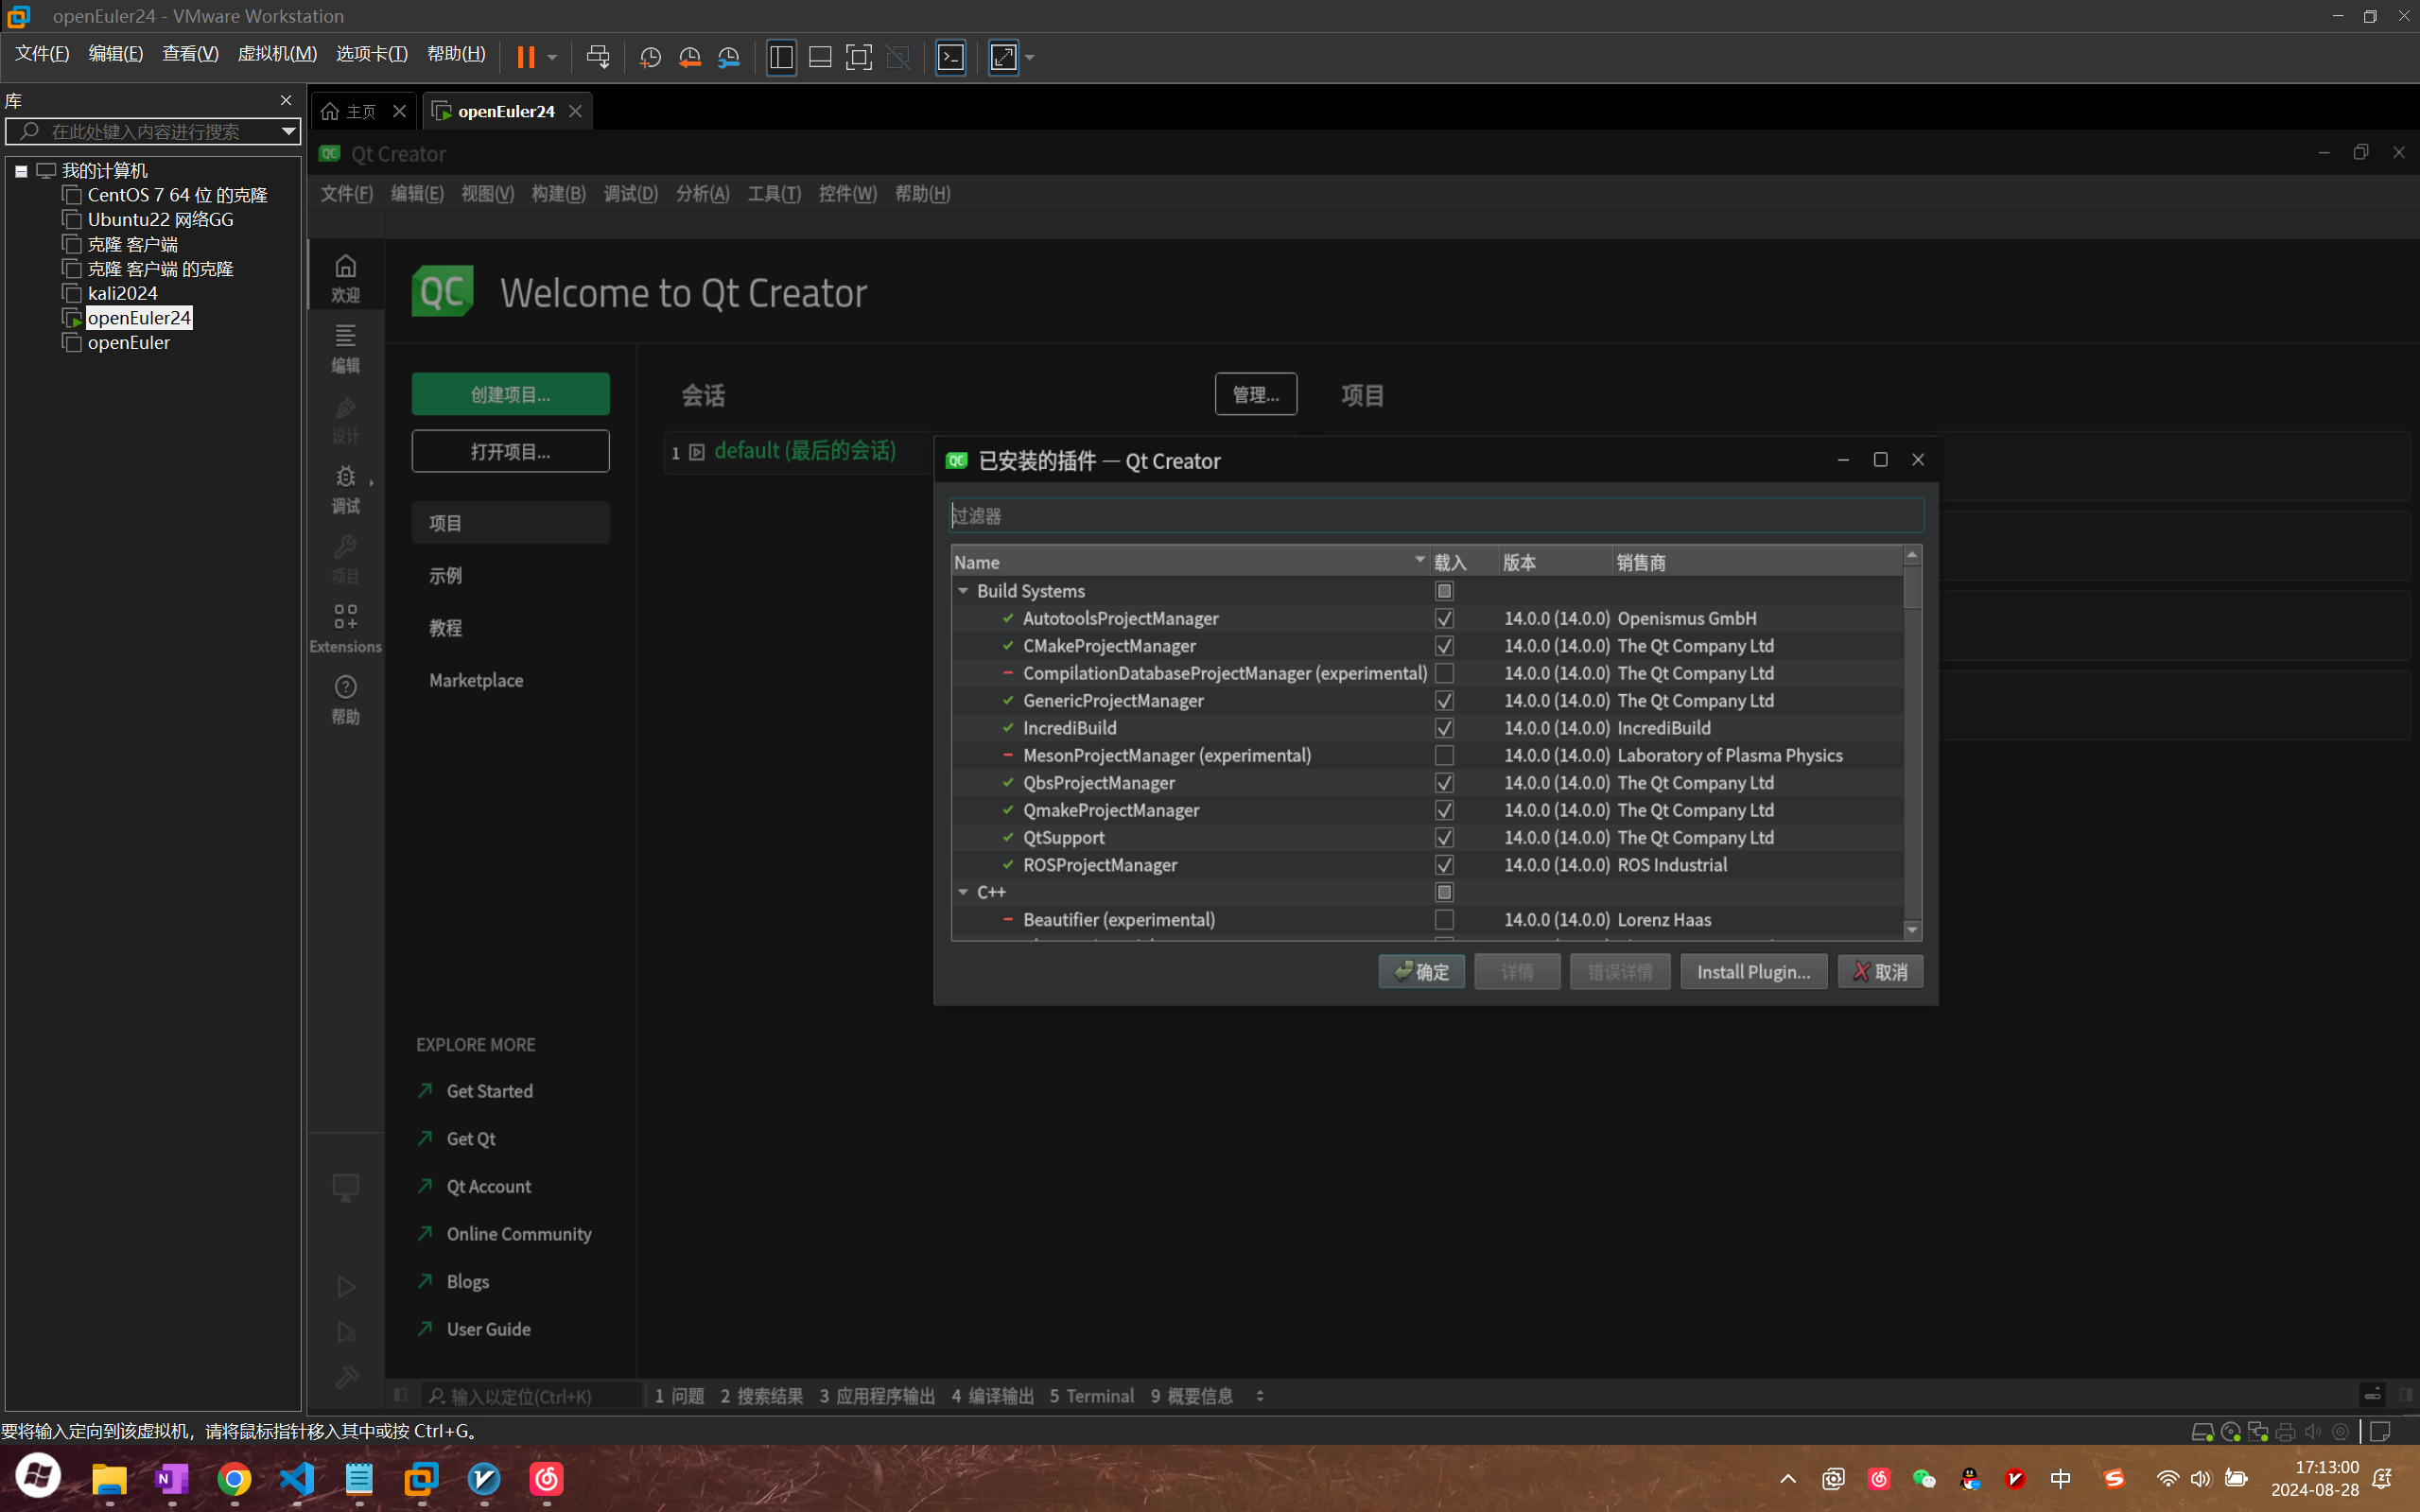 openEuler24 - VMware Workstation
文件(F) 编辑(E) 查看(V) 虚拟机(M) 选项卡(T) 帮助(H)
库
在此处键入内容进行搜索
我的计算机
CentOS 7 64 位 的克隆
Ubuntu22 网络GG
克隆 客户端
克隆 客户端 的克隆
kali2024
openEuler24
openEuler
主页
openEuler24
QC Qt Creator
文件(F) 编辑(E) 视图(V) 构建(B) 调试(D) 分析(A) 工具(T) 控件(W) 帮助(H)
欢迎
编辑
设计
调试
项目
Extensions
帮助
QC Welcome to Qt Creator
创建项目...
打开项目...
项目
示例
教程
Marketplace
会话
管理...
项目
1 default (最后的会话)
QC 已安装的插件 — Qt Creator
过滤器
Name 载入 版本 销售商
Build Systems
AutotoolsProjectManager 14.0.0 (14.0.0) Openismus GmbH
CMakeProjectManager 14.0.0 (14.0.0) The Qt Company Ltd
CompilationDatabaseProjectManager (experimental) 14.0.0 (14.0.0) The Qt Company Ltd
GenericProjectManager 14.0.0 (14.0.0) The Qt Company Ltd
IncrediBuild 14.0.0 (14.0.0) IncrediBuild
MesonProjectManager (experimental) 14.0.0 (14.0.0) Laboratory of Plasma Physics
QbsProjectManager 14.0.0 (14.0.0) The Qt Company Ltd
QmakeProjectManager 14.0.0 (14.0.0) The Qt Company Ltd
QtSupport 14.0.0 (14.0.0) The Qt Company Ltd
ROSProjectManager 14.0.0 (14.0.0) ROS Industrial
C++
Beautifier (experimental) 14.0.0 (14.0.0) Lorenz Haas
确定 详情 错误详情 Install Plugin... 取消
EXPLORE MORE
Get Started
Get Qt
Qt Account
Online Community
Blogs
User Guide
输入以定位(Ctrl+K) 1 问题 2 搜索结果 3 应用程序输出 4 编译输出 5 Terminal 9 概要信息
要将输入定向到该虚拟机，请将鼠标指针移入其中或按 Ctrl+G。
中
17:13:00
2024-08-28